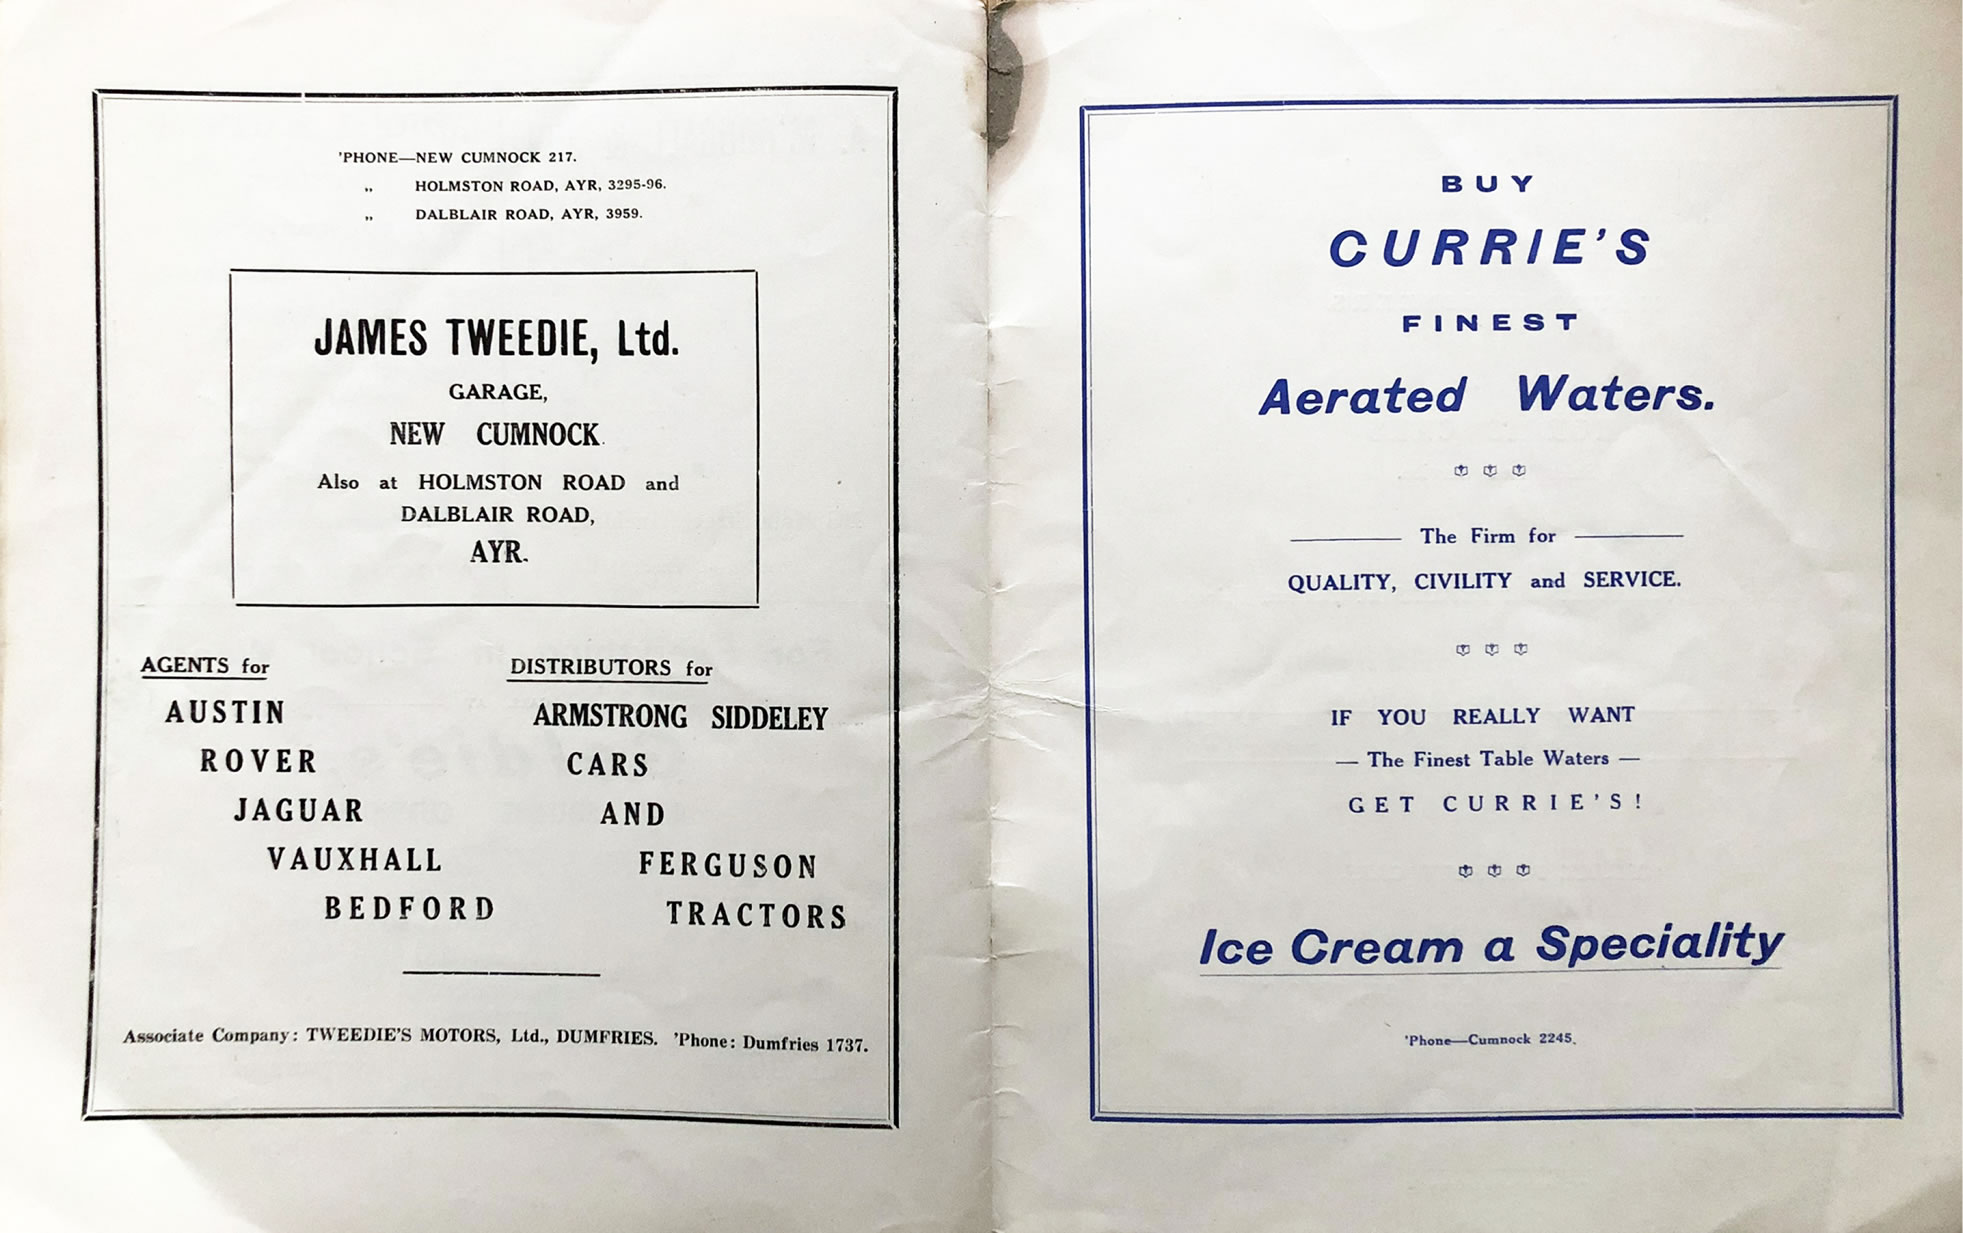 'PHONE—NEW CUMNOCK 217.
„ HOLMSTON ROAD, AYR, 3295-96.
„ DALBLAIR ROAD, AYR, 3959.
JAMES TWEEDIE, Ltd.
GARAGE,
NEW CUMNOCK.
Also at HOLMSTON ROAD and
DALBLAIR ROAD,
AYR.
AGENTS for
AUSTIN
ROVER
JAGUAR
VAUXHALL
BEDFORD
DISTRIBUTORS for
ARMSTRONG SIDDELEY
CARS
AND
FERGUSON
TRACTORS
Associate Company: TWEEDIE'S MOTORS, Ltd., DUMFRIES. 'Phone: Dumfries 1737.
BUY
CURRIE'S
FINEST
Aerated Waters.
The Firm for
QUALITY, CIVILITY and SERVICE.
IF YOU REALLY WANT
— The Finest Table Waters —
GET CURRIE'S!
Ice Cream a Speciality
'Phone—Cumnock 2245.